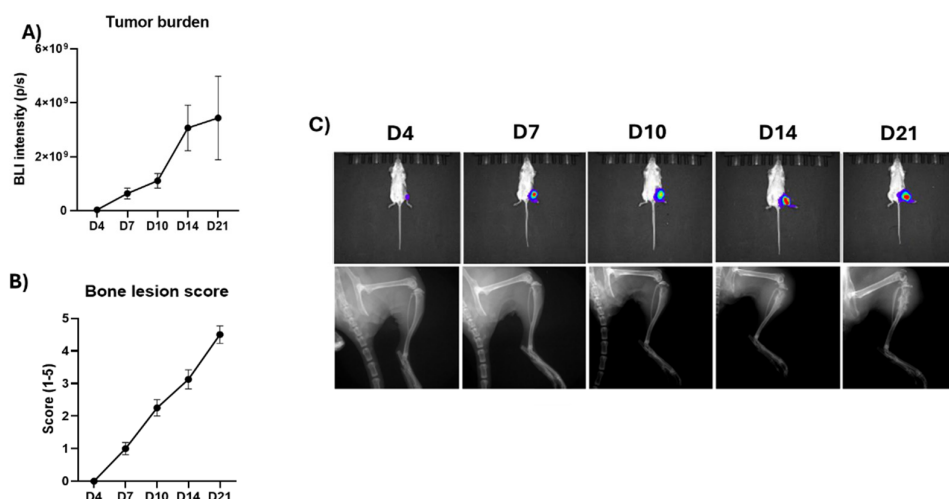 A)
Tumor burden
BLI intensity (p/s)
6×10⁹
4×10⁹
2×10⁹
0
D4 D7 D10 D14 D21
B)
Bone lesion score
Score (1-5)
5
4
3
2
1
0
D4 D7 D10 D14 D21
C)
D4 D7 D10 D14 D21